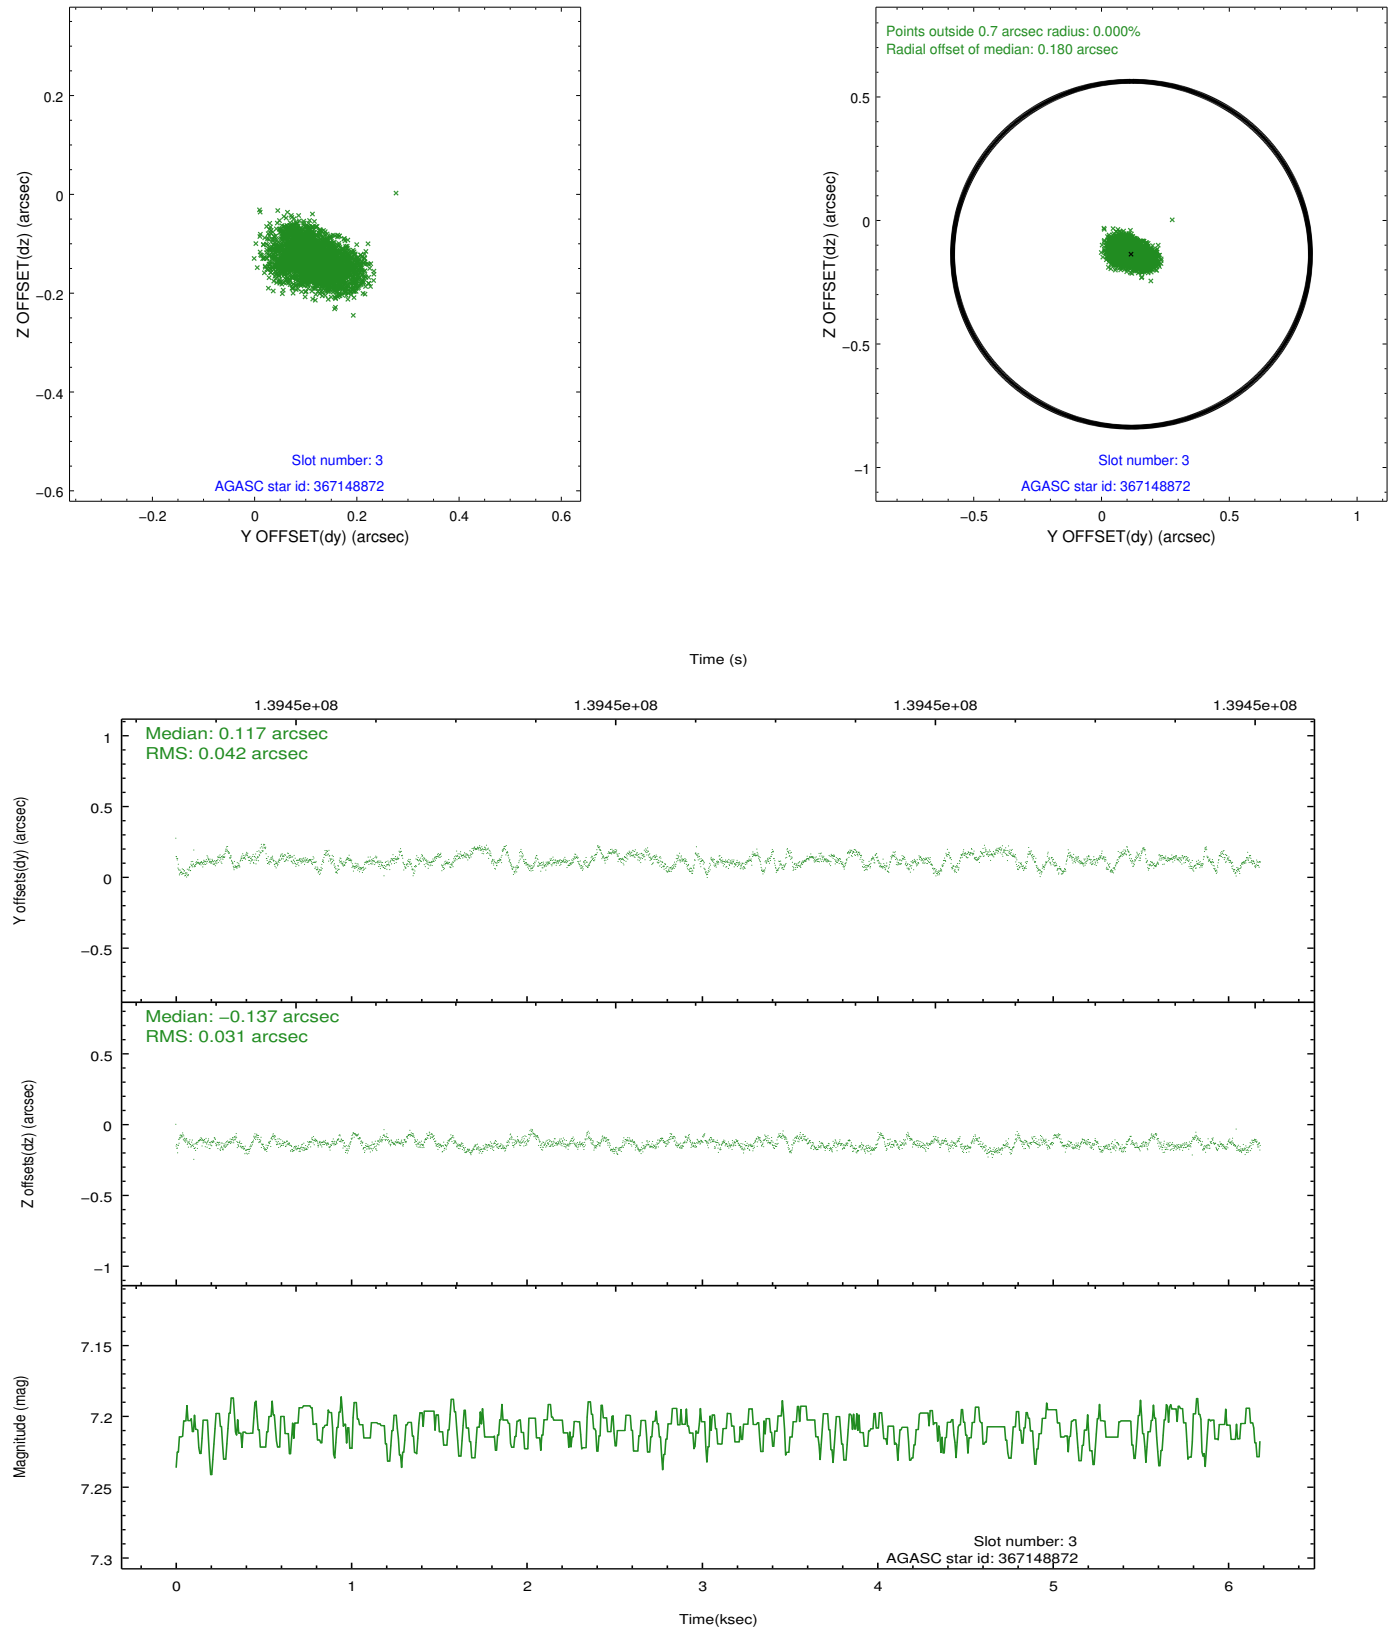 0.2
0
−0.2
−0.4
−0.6
Z OFFSET(dz) (arcsec)
Slot number: 3
AGASC star id: 367148872
−0.2
0
0.2
0.4
0.6
Y OFFSET(dy) (arcsec)
Points outside 0.7 arcsec radius: 0.000%
Radial offset of median: 0.180 arcsec
0.5
0
−0.5
−1
Z OFFSET(dz) (arcsec)
Slot number: 3
AGASC star id: 367148872
−0.5
0
0.5
1
Y OFFSET(dy) (arcsec)
Time (s)
1.3945e+08
1.3945e+08
1.3945e+08
1.3945e+08
Median: 0.117 arcsec
RMS: 0.042 arcsec
1
0.5
0
−0.5
Y offsets(dy) (arcsec)
Median: −0.137 arcsec
RMS: 0.031 arcsec
0.5
0
−0.5
−1
Z offsets(dz) (arcsec)
7.15
7.2
7.25
7.3
Magnitude (mag)
Slot number: 3
AGASC star id: 367148872
0
1
2
3
4
5
6
Time(ksec)